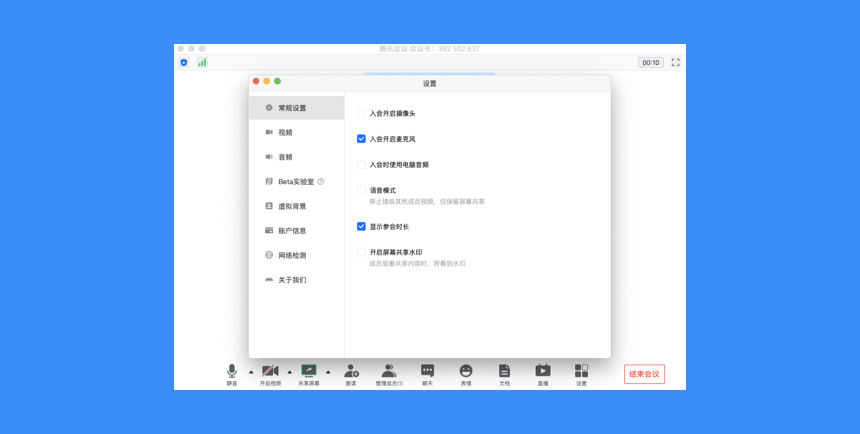 腾讯会议 会议号：352 502 637
00:10
设置
常规设置
视频
音频
Beta实验室
虚拟背景
账户信息
网络检测
关于我们
入会开启摄像头
入会开启麦克风
入会时使用电脑音频
语音模式
停止接收其他成员视频，仅保留屏幕共享
显示参会时长
开启屏幕共享水印
成员观看共享内容时，将看到水印
静音
开启视频
共享屏幕
邀请
管理成员(1)
聊天
表情
文档
直播
设置
结束会议